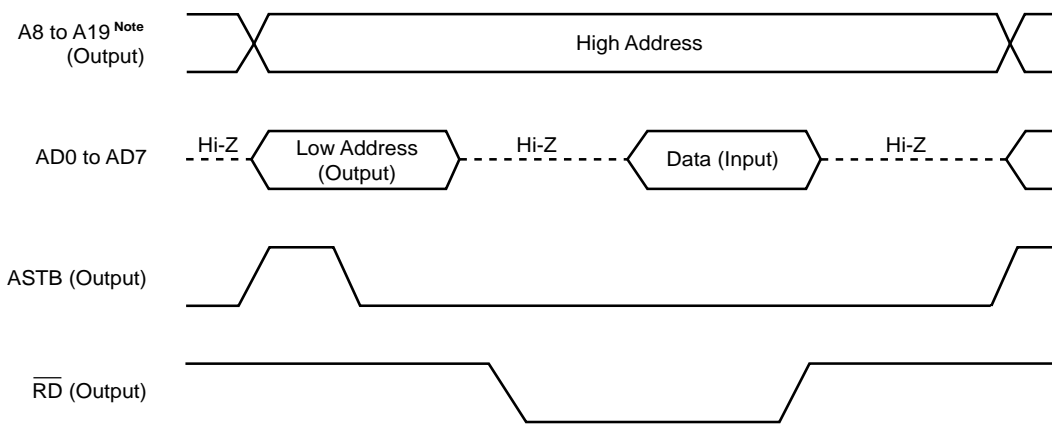 A8 to A19 Note
(Output)
High Address
AD0 to AD7
Hi-Z
Low Address
(Output)
Hi-Z
Data (Input)
Hi-Z
ASTB (Output)
R̅D̅ (Output)